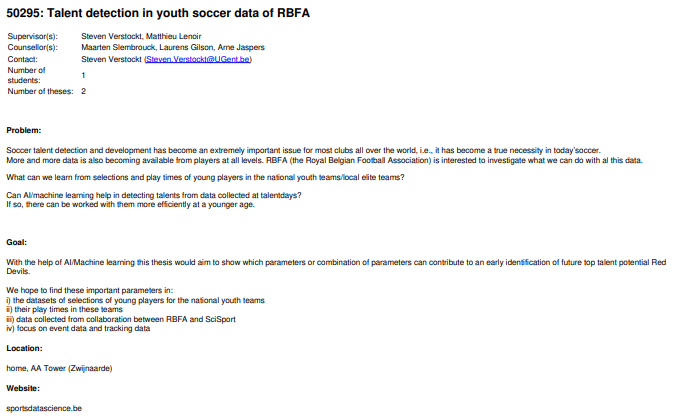 50295: Talent detection in youth soccer data of RBFA
Supervisor(s): Steven Verstockt, Matthieu Lenoir
Counsellor(s): Maarten Slembrouck, Laurens Gilson, Arne Jaspers
Contact: Steven Verstockt (Steven.Verstockt@UGent.be)
Number of
students: 1
Number of theses: 2
Problem:
Soccer talent detection and development has become an extremely important issue for most clubs all over the world, i.e., it has become a true necessity in today'soccer.
More and more data is also becoming available from players at all levels. RBFA (the Royal Belgian Football Association) is interested to investigate what we can do with al this data.
What can we learn from selections and play times of young players in the national youth teams/local elite teams?
Can AI/machine learning help in detecting talents from data collected at talentdays?
If so, there can be worked with them more efficiently at a younger age.
Goal:
With the help of AI/Machine learning this thesis would aim to show which parameters or combination of parameters can contribute to an early identification of future top talent potential Red
Devils.
We hope to find these important parameters in:
i) the datasets of selections of young players for the national youth teams
ii) their play times in these teams
iii) data collected from collaboration between RBFA and SciSport
iv) focus on event data and tracking data
Location:
home, AA Tower (Zwijnaarde)
Website:
sportsdatascience.be